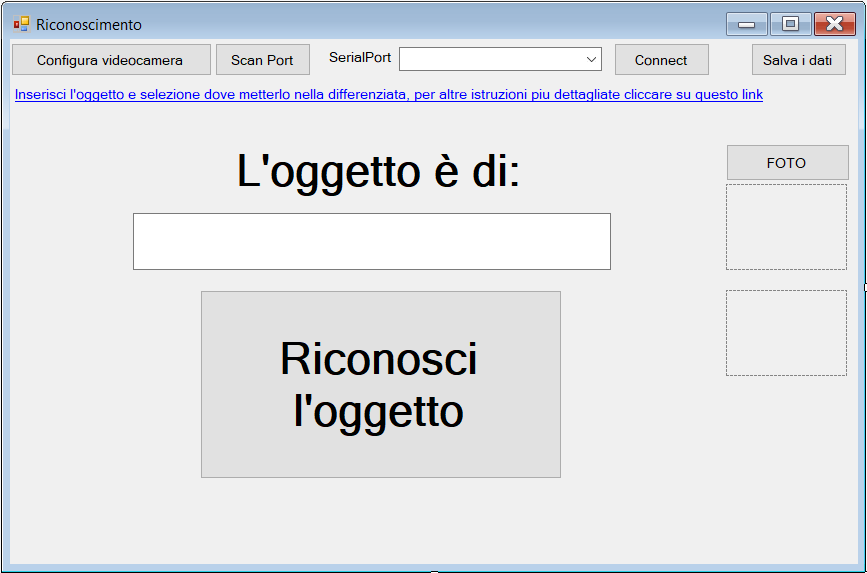 Riconoscimento
Configura videocamera
Scan Port
SerialPort
Connect
Salva i dati
Inserisci l'oggetto e selezione dove metterlo nella differenziata, per altre istruzioni piu dettagliate cliccare su questo link
L'oggetto è di:
FOTO
Riconosci
l'oggetto